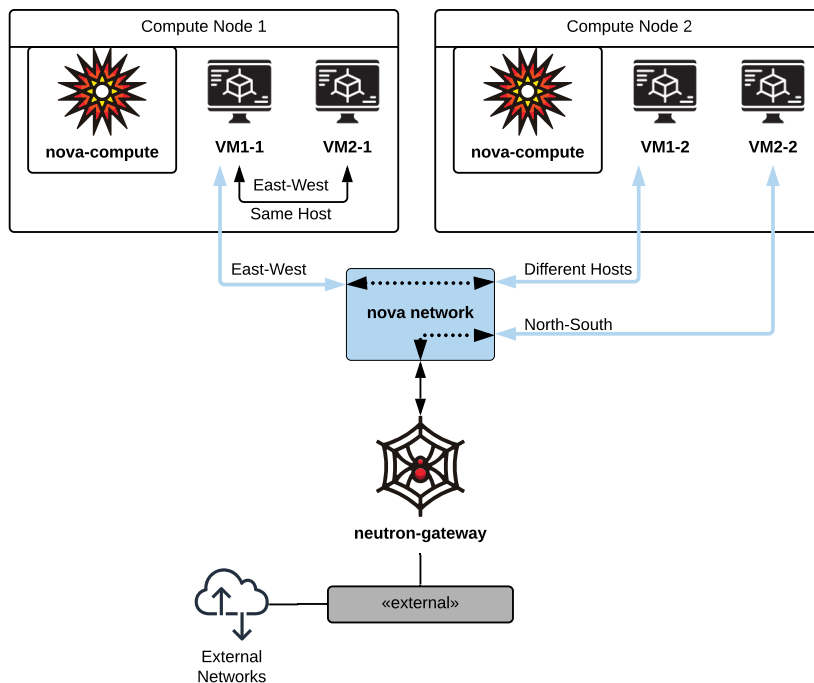 Compute Node 1
Compute Node 2
nova-compute
VM1-1
VM2-1
nova-compute
VM1-2
VM2-2
East-West
Same Host
East-West
Different Hosts
nova network
North-South
neutron-gateway
«external»
External
Networks